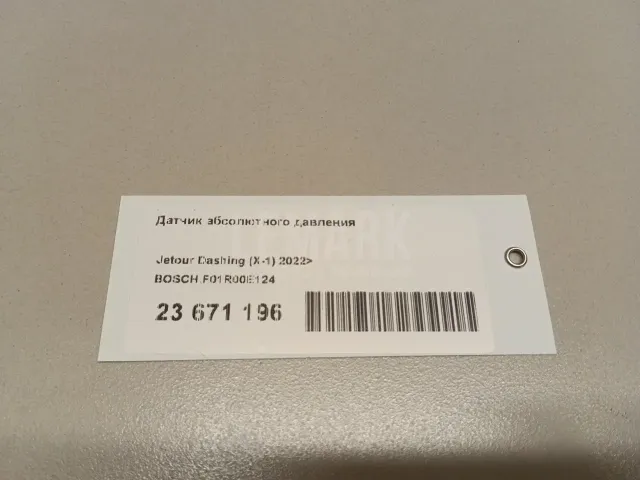 Датчик абсолютного давления
Jetour Dashing (X-1) 2022>
BOSCH F01R00E124
23 671 196